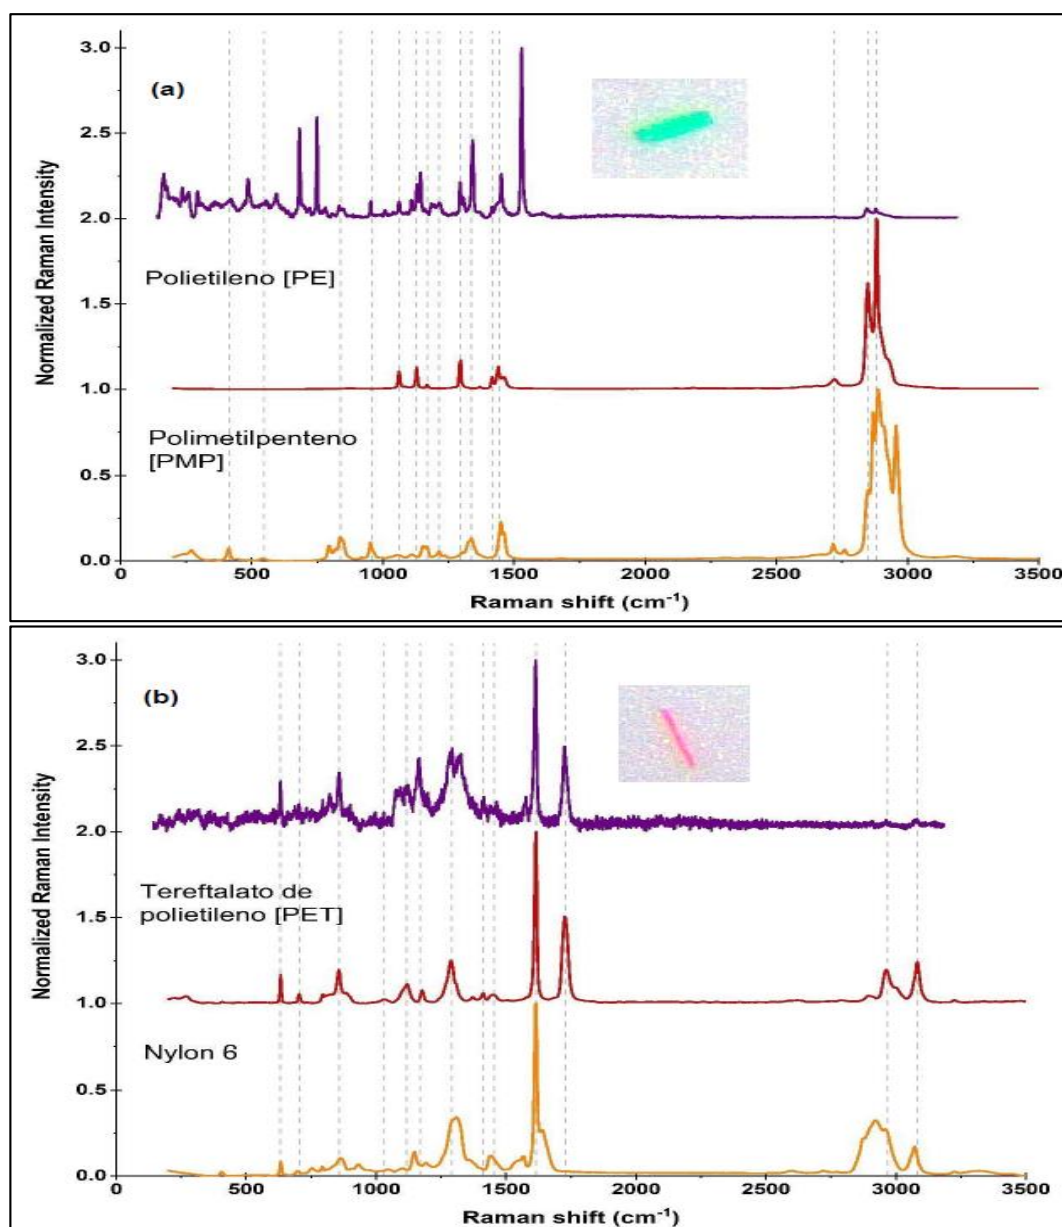 (a)
Normalized Raman Intensity
3.0
2.5
2.0
Polietileno [PE]
1.5
1.0
Polimetilpenteno
[PMP]
0.5
0.0
0 500 1000 1500 2000 2500 3000 3500
Raman shift (cm⁻¹)
(b)
Normalized Raman Intensity
3.0
2.5
2.0
Tereftalato de
polietileno [PET]
1.5
1.0
Nylon 6
0.5
0.0
0 500 1000 1500 2000 2500 3000 3500
Raman shift (cm⁻¹)